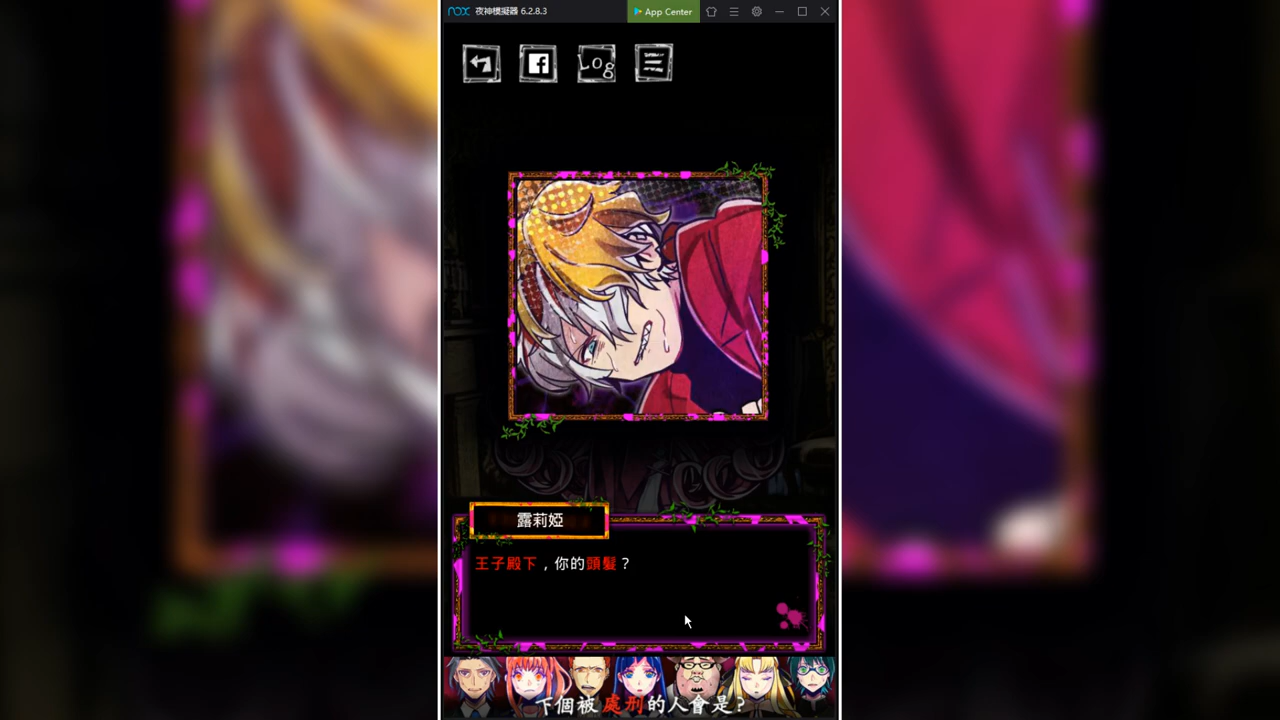 nox 夜神模擬器 6.2.8.3
App Center
Log
露莉婭
王子殿下，你的頭髮？
下個被處刑的人會是?